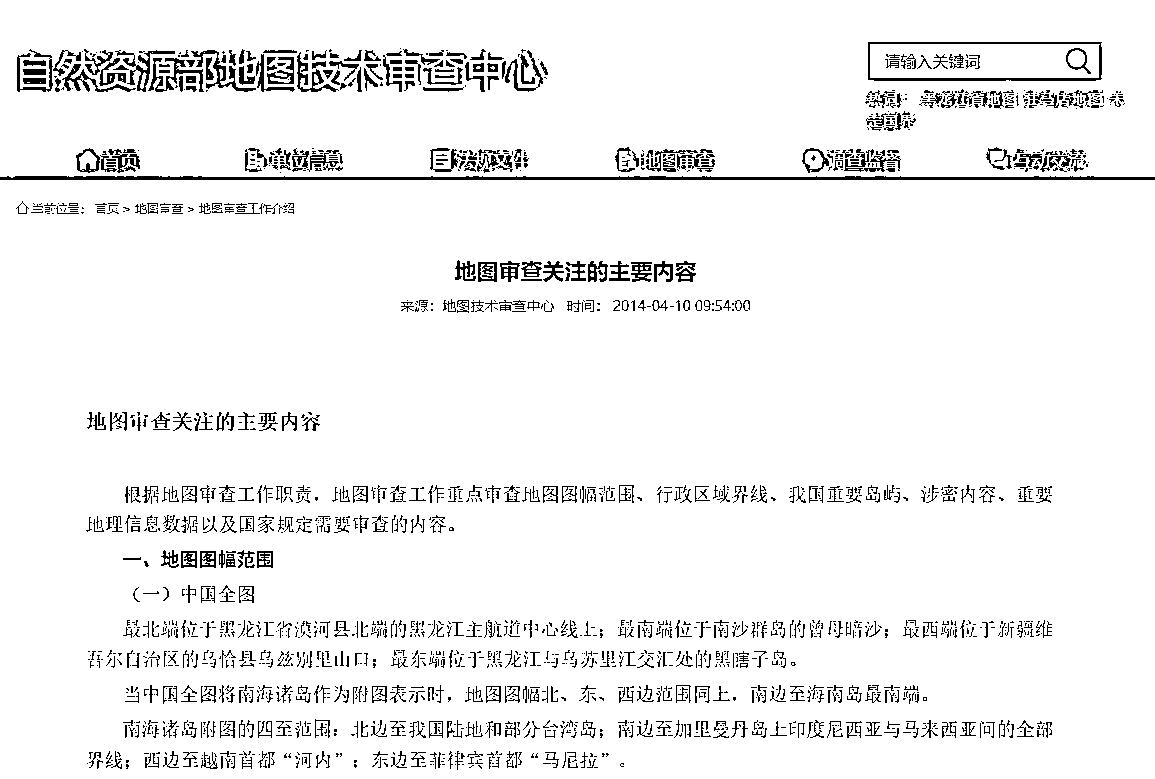 自然资源部地图技术审查中心
请输入关键词
热词： 黑龙江省地图 驻马店地图 未
定国界
首页 单位信息 法规文件 地图审查 调查监督 互动交流
当前位置： 首页 > 地图审查 > 地图审查工作介绍
地图审查关注的主要内容
来源：地图技术审查中心 时间： 2014-04-10 09:54:00
地图审查关注的主要内容
根据地图审查工作职责，地图审查工作重点审查地图图幅范围、行政区域界线、我国重要岛屿、涉密内容、重要
地理信息数据以及国家规定需要审查的内容。
一、地图图幅范围
（一）中国全图
最北端位于黑龙江省漠河县北端的黑龙江主航道中心线上；最南端位于南沙群岛的曾母暗沙；最西端位于新疆维
吾尔自治区的乌恰县乌兹别里山口；最东端位于黑龙江与乌苏里江交汇处的黑瞎子岛。
当中国全图将南海诸岛作为附图表示时，地图图幅北、东、西边范围同上，南边至海南岛最南端。
南海诸岛附图的四至范围：北边至我国陆地和部分台湾岛；南边至加里曼丹岛上印度尼西亚与马来西亚间的全部
界线；西边至越南首都“河内”；东边至菲律宾首都“马尼拉”。